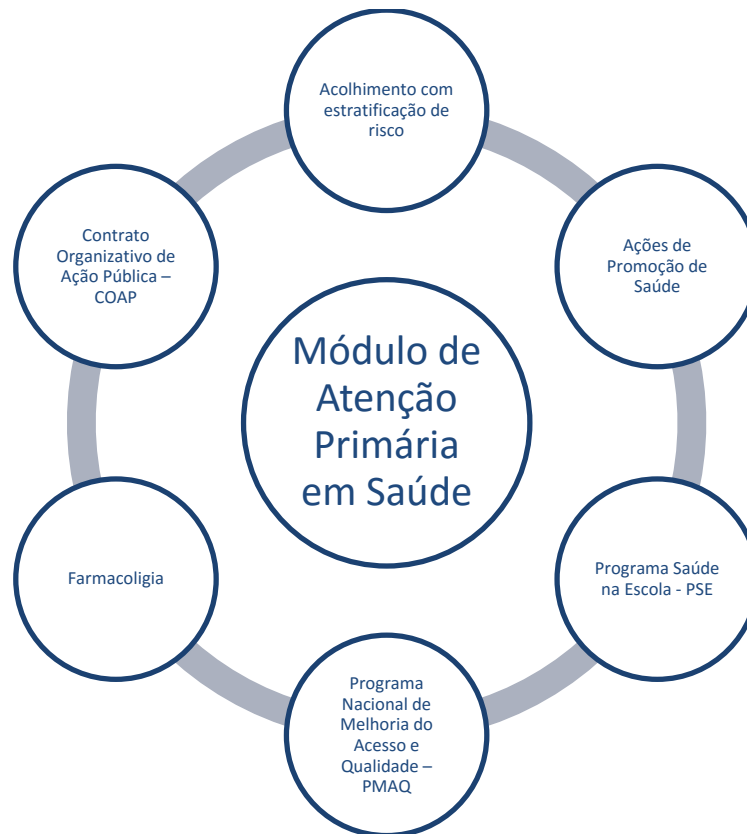 Acolhimento com
estratificação de
risco
Ações de
Promoção de
Saúde
Programa Saúde
na Escola - PSE
Programa
Nacional de
Melhoria do
Acesso e
Qualidade –
PMAQ
Farmacoligia
Contrato
Organizativo de
Ação Pública –
COAP
Módulo de
Atenção
Primária
em Saúde